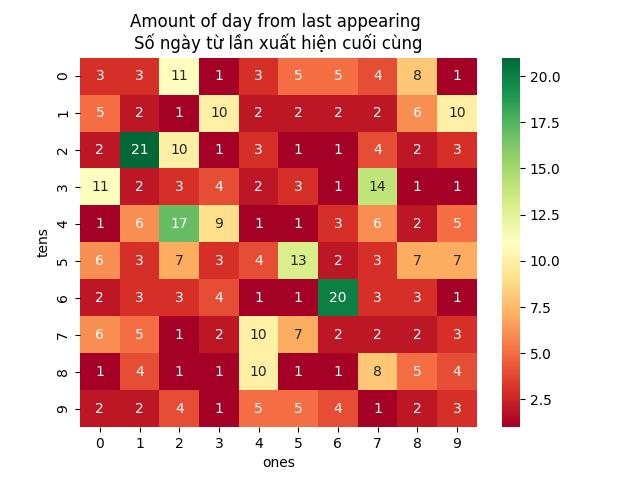 Amount of day from last appearing
Số ngày từ lần xuất hiện cuối cùng
0 3 3 11 1 3 5 5 4 8 1
1 5 2 1 10 2 2 2 2 6 10
2 2 21 10 1 3 1 1 4 2 3
3 11 2 3 4 2 3 1 14 1 1
4 1 6 17 9 1 1 3 6 2 5
5 6 3 7 3 4 13 2 3 7 7
6 2 3 3 4 1 1 20 3 3 1
7 6 5 1 2 10 7 2 2 2 3
8 1 4 1 1 10 1 1 8 5 4
9 2 2 4 1 5 5 4 1 2 3
0 1 2 3 4 5 6 7 8 9
ones
tens
20.0
17.5
15.0
12.5
10.0
7.5
5.0
2.5